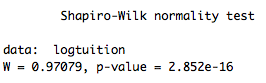 Shapiro-Wilk normality test
data:  logtuition
W = 0.97079, p-value = 2.852e-16